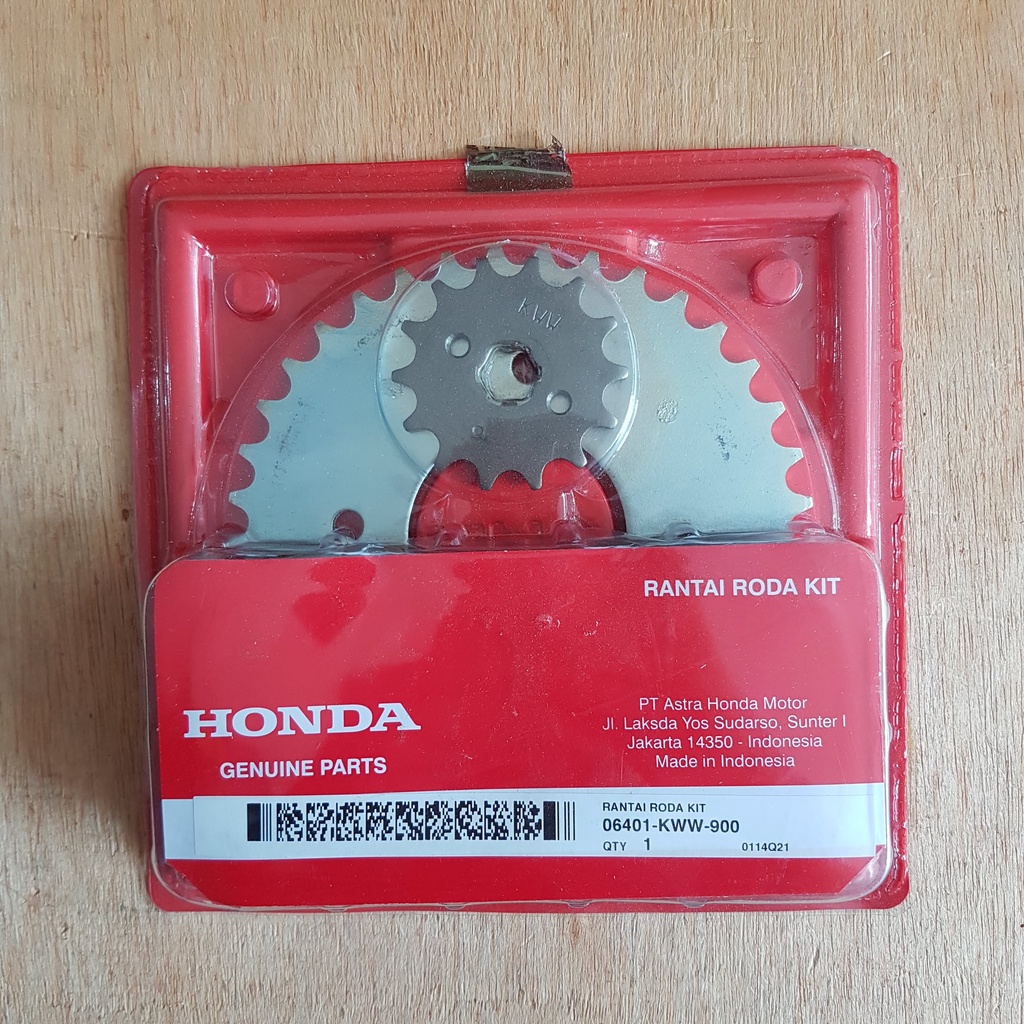 KWW
RANTAI RODA KIT
HONDA
GENUINE PARTS
PT Astra Honda Motor
Jl. Laksda Yos Sudarso, Sunter I
Jakarta 14350 - Indonesia
Made in Indonesia
RANTAI RODA KIT
06401-KWW-900
QTY 1 0114Q21